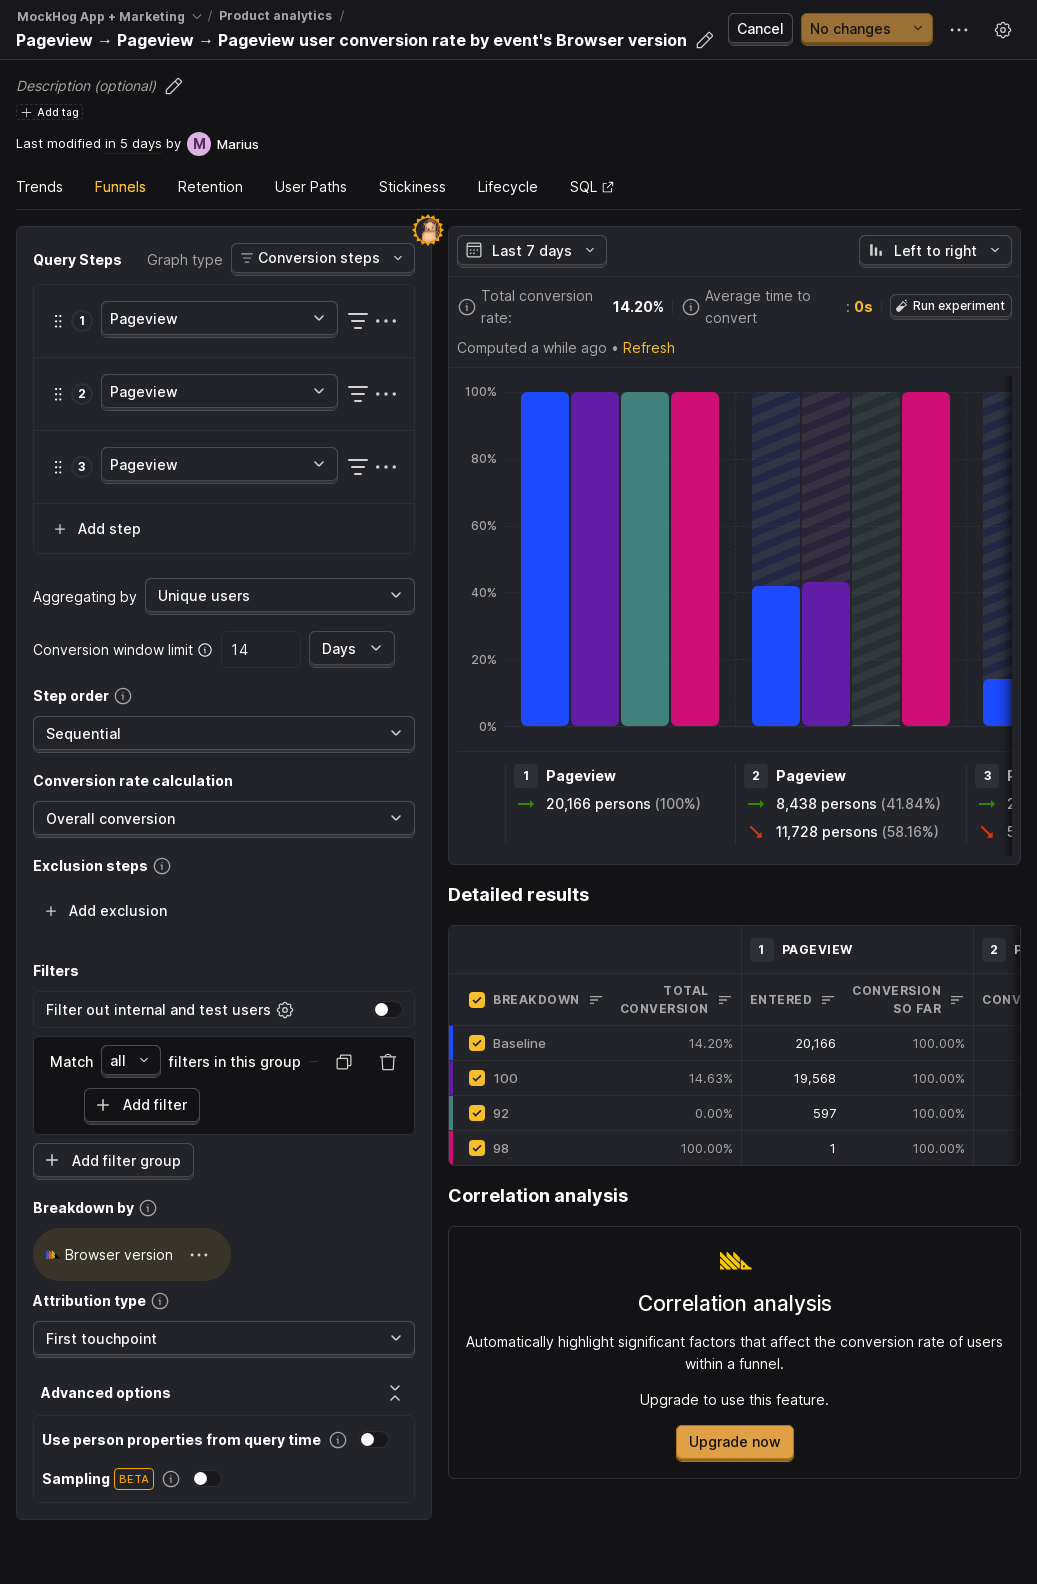 MockHog App + Marketing / Product analytics /
Pageview → Pageview → Pageview user conversion rate by event's Browser version
Cancel
No changes
Description (optional)
Add tag
Last modified in 5 days by M Marius
Trends Funnels Retention User Paths Stickiness Lifecycle SQL
Query Steps Graph type Conversion steps
1 Pageview
2 Pageview
3 Pageview
Add step
Aggregating by Unique users
Conversion window limit 14 Days
Step order
Sequential
Conversion rate calculation
Overall conversion
Exclusion steps
Add exclusion
Filters
Filter out internal and test users
Match all filters in this group
Add filter
Add filter group
Breakdown by
Browser version
Attribution type
First touchpoint
Advanced options
Use person properties from query time
Sampling BETA
Last 7 days Left to right
Total conversion rate: 14.20% Average time to convert : 0s Run experiment
Computed a while ago • Refresh
100%
80%
60%
40%
20%
0%
1 Pageview
20,166 persons (100%)
2 Pageview
8,438 persons (41.84%)
11,728 persons (58.16%)
3 P
2
5
Detailed results
1 PAGEVIEW 2 P
BREAKDOWN TOTAL CONVERSION ENTERED CONVERSION SO FAR CONV
Baseline 14.20% 20,166 100.00%
100 14.63% 19,568 100.00%
92 0.00% 597 100.00%
98 100.00% 1 100.00%
Correlation analysis
Correlation analysis
Automatically highlight significant factors that affect the conversion rate of users
within a funnel.
Upgrade to use this feature.
Upgrade now